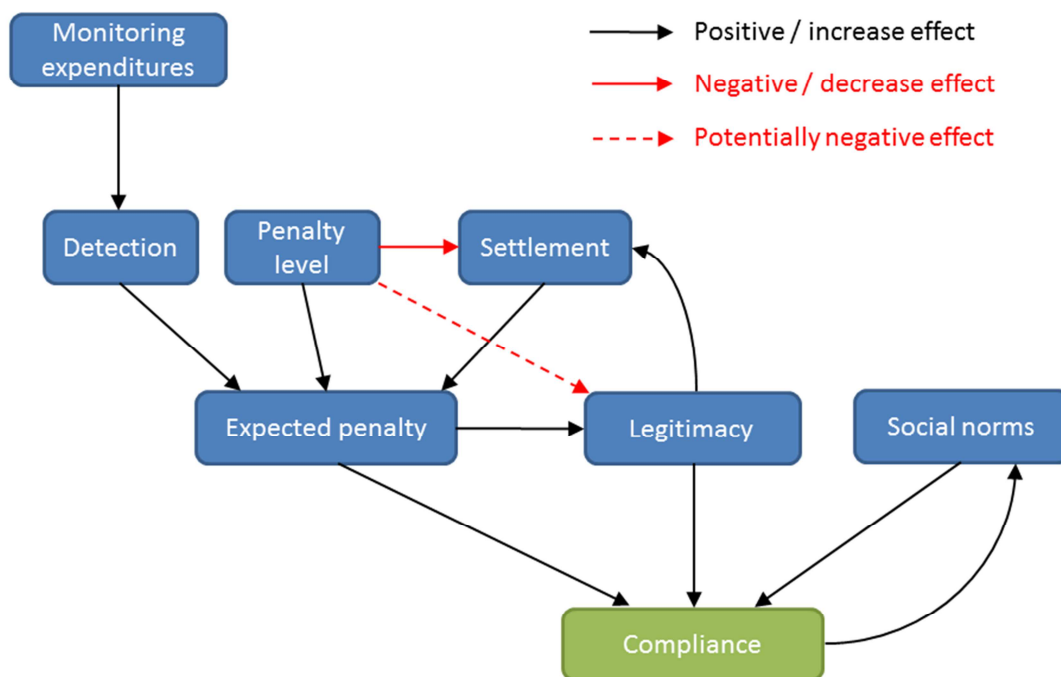 Monitoring
expenditures
Positive / increase effect
Negative / decrease effect
Potentially negative effect
Detection
Penalty
level
Settlement
Expected penalty
Legitimacy
Social norms
Compliance